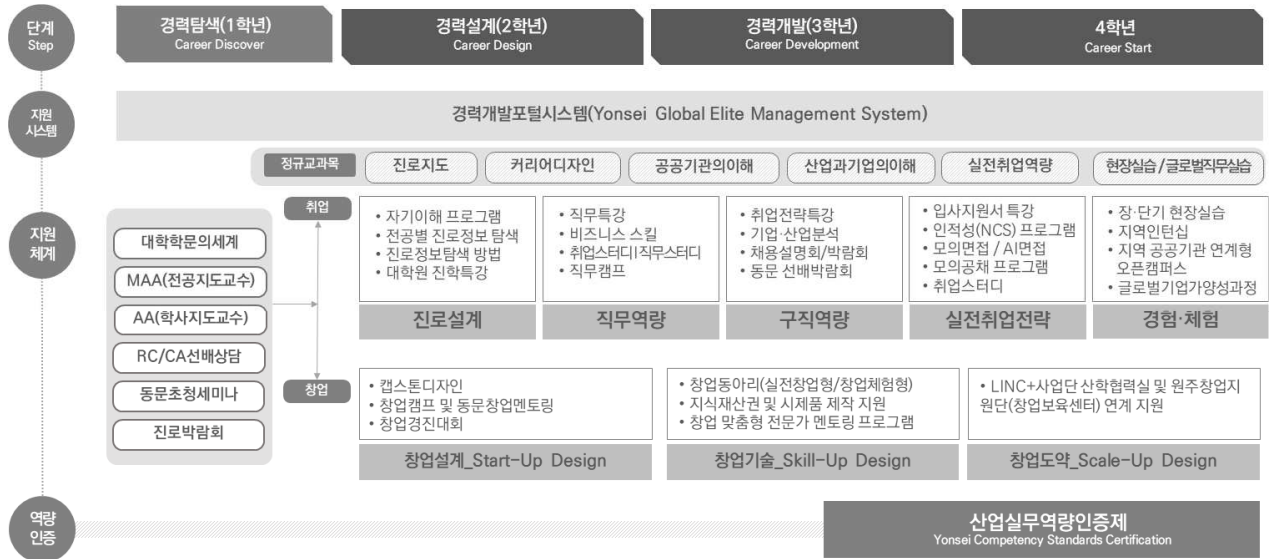 단계
Step
경력탐색(1학년)
Career Discover
경력설계(2학년)
Career Design
경력개발(3학년)
Career Development
4학년
Career Start
지원
시스템
경력개발포털시스템(Yonsei Global Elite Management System)
정규교과목
진로지도
커리어디자인
공공기관의이해
산업과기업의이해
실전취업역량
현장실습/글로벌직무실습
지원
체계
대학학문의세계
MAA(전공지도교수)
AA(학사지도교수)
RC/CA선배상담
동문초청세미나
진로박람회
취업
• 자기이해 프로그램
• 전공별 진로정보 탐색
• 진로정보탐색 방법
• 대학원 진학특강
진로설계
• 직무특강
• 비즈니스 스킬
• 취업스터디|직무스터디
• 직무캠프
직무역량
• 취업전략특강
• 기업·산업분석
• 채용설명회/박람회
• 동문 선배박람회
구직역량
• 입사지원서 특강
• 인적성(NCS) 프로그램
• 모의면접 / AI면접
• 모의공채 프로그램
• 취업스터디
실전취업전략
• 장·단기 현장실습
• 지역인턴십
• 지역 공공기관 연계형
오픈캠퍼스
• 글로벌기업가양성과정
경험·체험
창업
• 캡스톤디자인
• 창업캠프 및 동문창업멘토링
• 창업경진대회
창업설계_Start-Up Design
• 창업동아리(실전창업형/창업체험형)
• 지식재산권 및 시제품 제작 지원
• 창업 맞춤형 전문가 멘토링 프로그램
창업기술_Skill-Up Design
• LINC+사업단 산학협력실 및 원주창업지
원단(창업보육센터) 연계 지원
창업도약_Scale-Up Design
역량
인증
산업실무역량인증제
Yonsei Competency Standards Certification